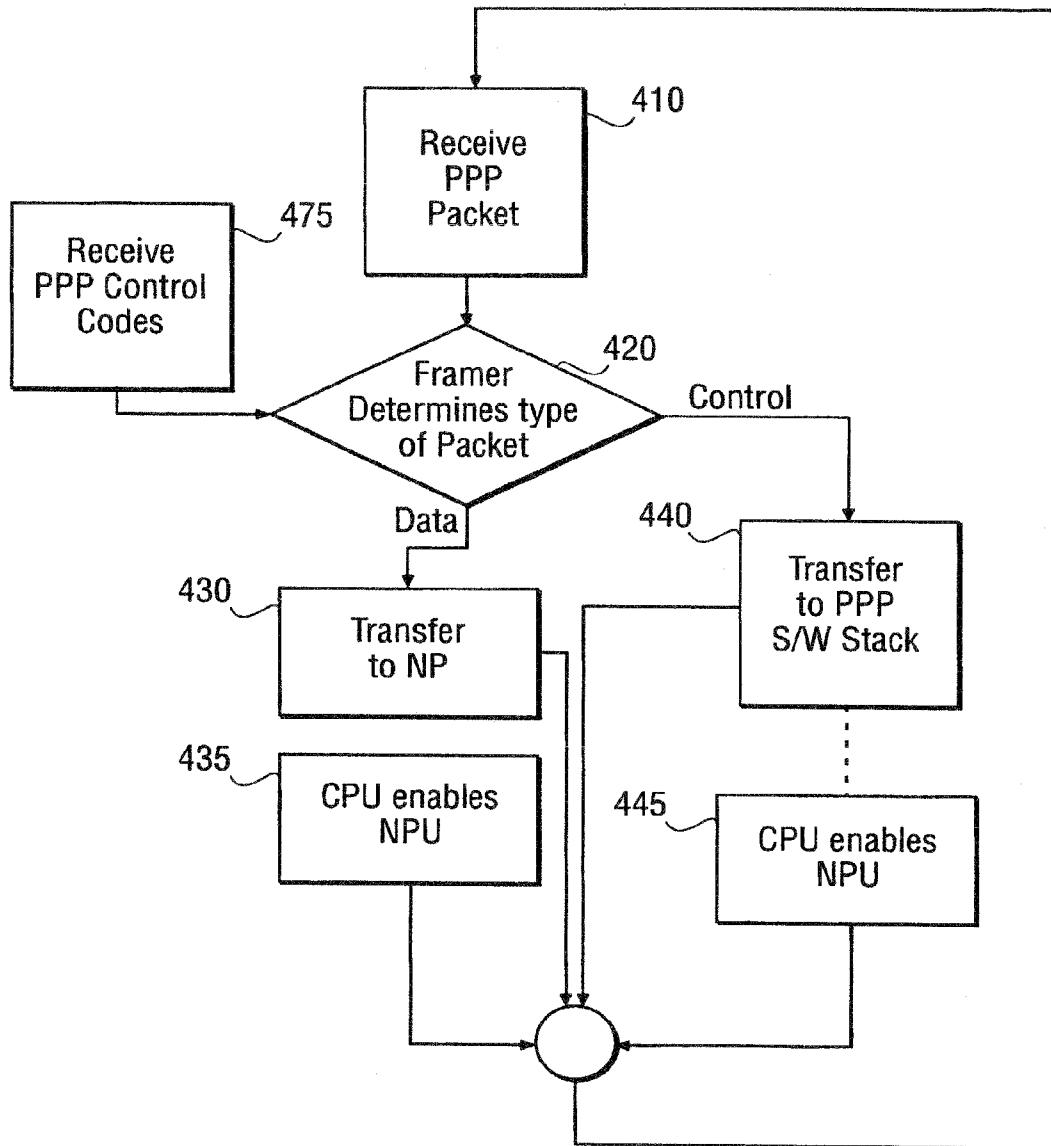 410
Receive
PPP
Packet
475
Receive
PPP Control
Codes
420
Framer
Determines type
of Packet
Control
Data
440
Transfer
to PPP
S/W Stack
430
Transfer
to NP
435
CPU enables
NPU
445
CPU enables
NPU